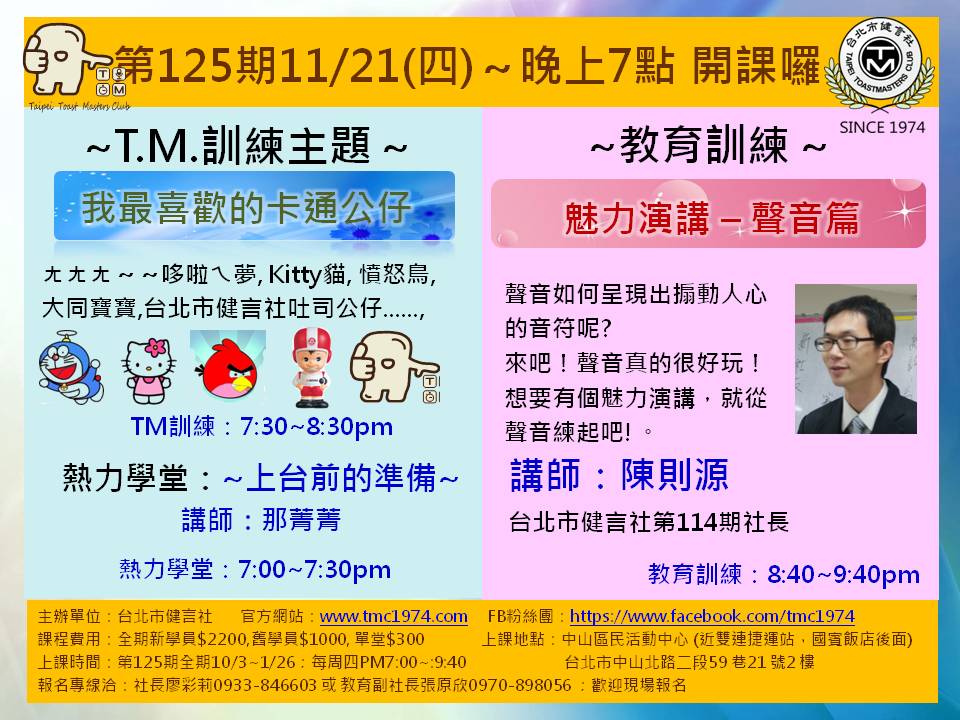 第125期11/21(四)～晚上7點 開課囉
Taipei Toast Masters Club
台北市健言社
TAIPEI TOASTMASTERS CLUB
SINCE 1974
~T.M.訓練主題 ~
我最喜歡的卡通公仔
ㄤㄤㄤ～～哆啦ㄟ夢, Kitty貓, 憤怒鳥,
大同寶寶,台北市健言社吐司公仔......,
TM訓練：7:30~8:30pm
熱力學堂：~上台前的準備~
講師：那菁菁
熱力學堂：7:00~7:30pm
~教育訓練 ~
魅力演講 – 聲音篇
聲音如何呈現出搧動人心
的音符呢?
來吧！聲音真的很好玩！
想要有個魅力演講，就從
聲音練起吧! 。
講師：陳則源
台北市健言社第114期社長
教育訓練：8:40~9:40pm
主辦單位：台北市健言社 官方網站：www.tmc1974.com FB粉絲團：https://www.facebook.com/tmc1974
課程費用：全期新學員$2200,舊學員$1000, 單堂$300 上課地點：中山區民活動中心 (近雙連捷運站，國賓飯店後面)
上課時間：第125期全期10/3~1/26：每周四PM7:00~:9:40 台北市中山北路二段59 巷21 號2 樓
報名專線洽：社長廖彩莉0933-846603 或 教育副社長張原欣0970-898056 ；歡迎現場報名